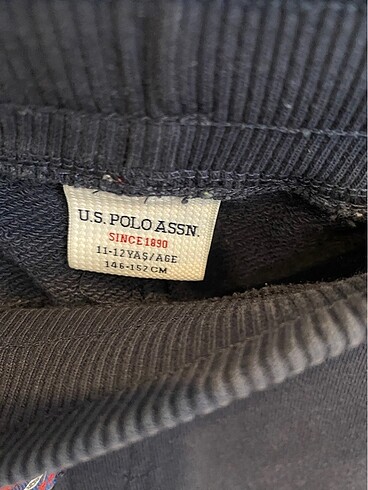 U.S. POLO ASSN.
SINCE 1890
11-12 YAŞ/AGE
146-152 CM